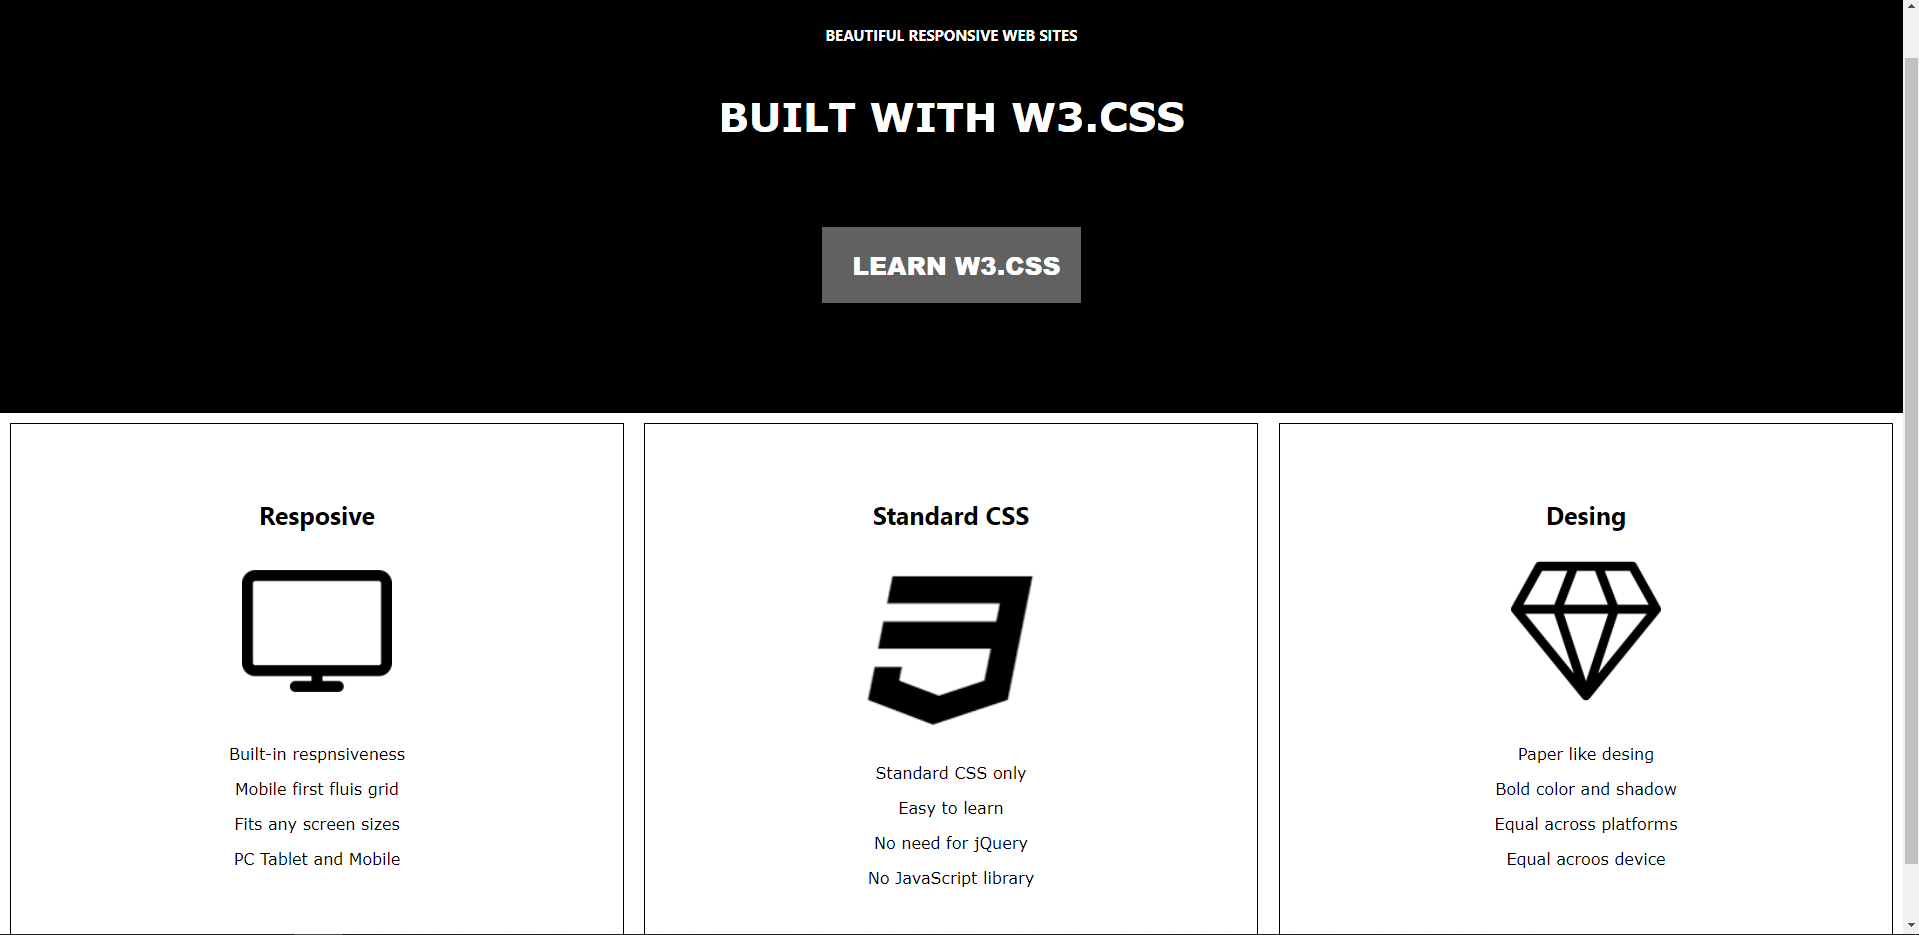 BEAUTIFUL RESPONSIVE WEB SITES
BUILT WITH W3.CSS
LEARN W3.CSS
Resposive
Built-in respnsiveness
Mobile first fluis grid
Fits any screen sizes
PC Tablet and Mobile
Standard CSS
Standard CSS only
Easy to learn
No need for jQuery
No JavaScript library
Desing
Paper like desing
Bold color and shadow
Equal across platforms
Equal acroos device